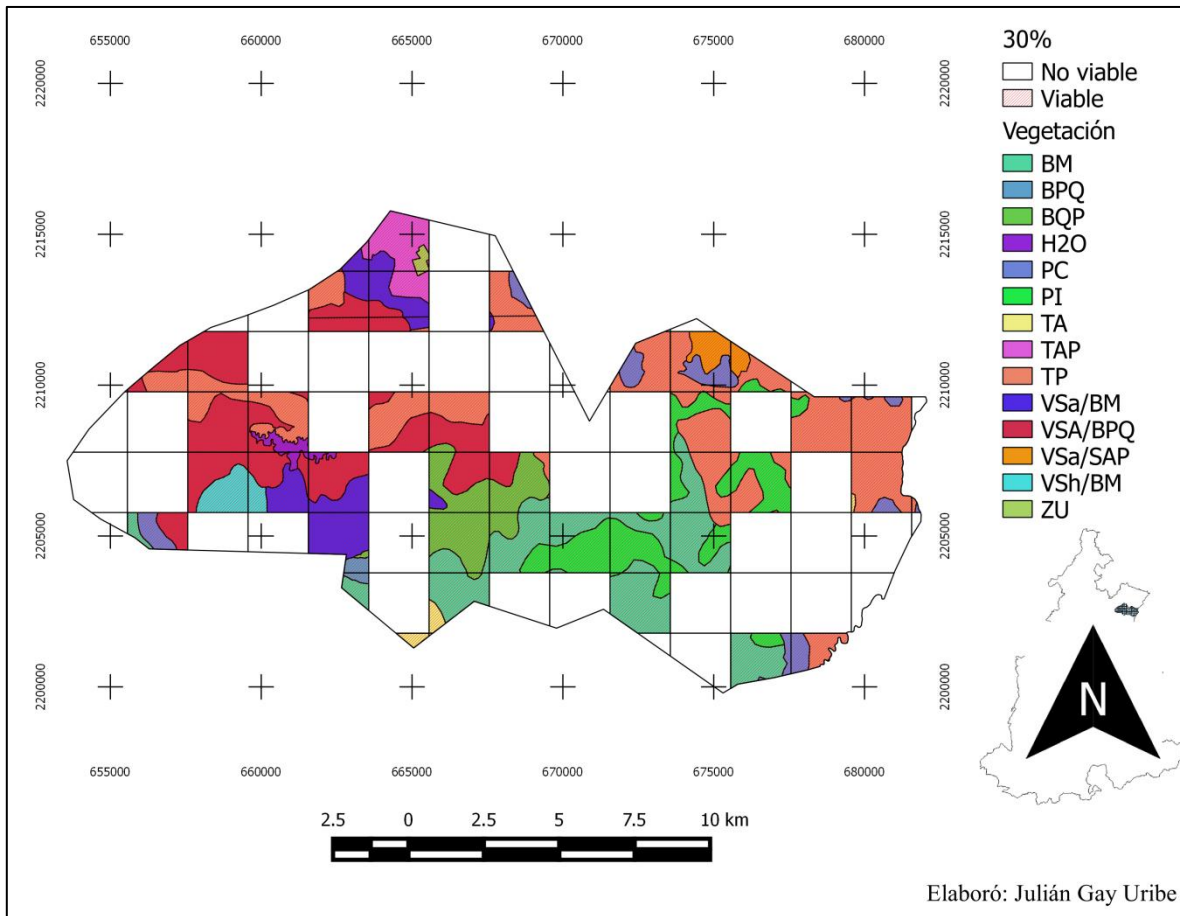 655000 660000 665000 670000 675000 680000
2220000 2220000
2215000 2215000
2210000 2210000
2205000 2205000
2200000 2200000
655000 660000 665000 670000 675000 680000
30%
No viable
Viable
Vegetación
BM
BPQ
BQP
H2O
PC
PI
TA
TAP
TP
VSa/BM
VSA/BPQ
VSa/SAP
VSh/BM
ZU
N
2.5 0 2.5 5 7.5 10 km
Elaboró: Julián Gay Uribe